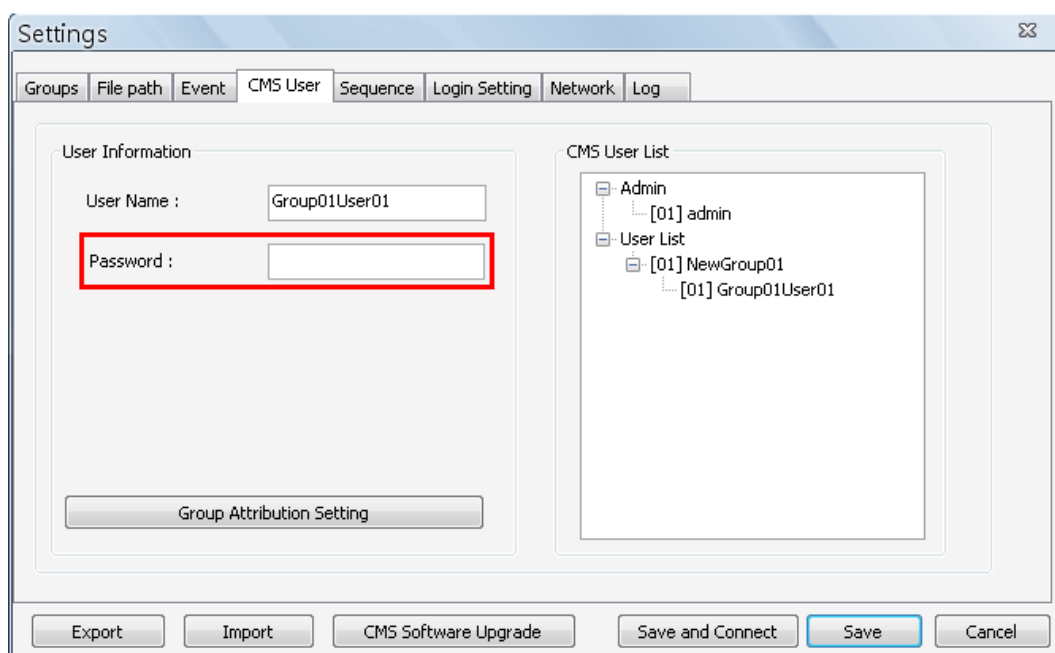 Settings
Groups File path Event CMS User Sequence Login Setting Network Log
User Information
User Name :
Group01User01
Password :
Group Attribution Setting
CMS User List
Admin
[01] admin
User List
[01] NewGroup01
[01] Group01User01
Export Import CMS Software Upgrade Save and Connect Save Cancel